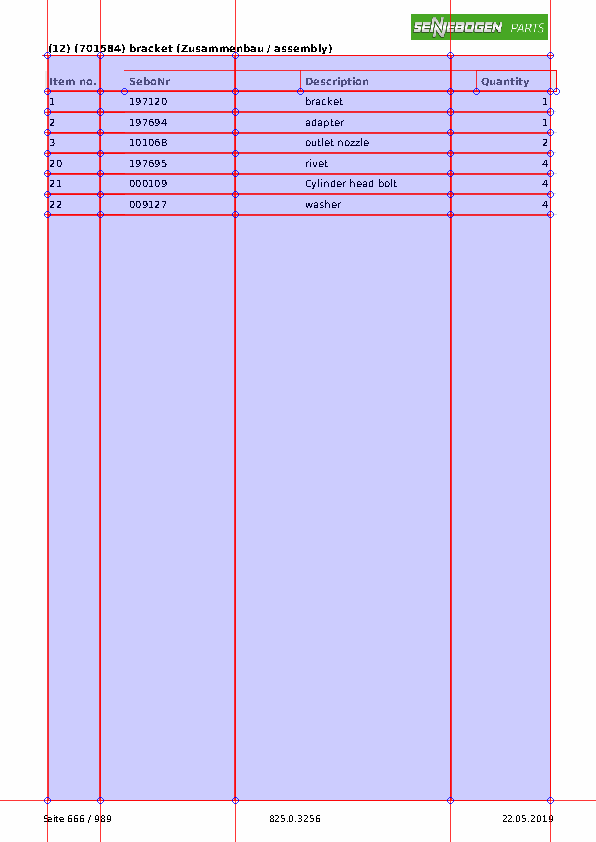 SENNEBOGEN PARTS
(12) (701584) bracket (Zusammenbau / assembly)
Item no. SeboNr Description Quantity
1 197120 bracket 1
2 197694 adapter 1
3 101068 outlet nozzle 2
20 197695 rivet 4
21 000109 Cylinder head bolt 4
22 009127 washer 4
Seite 666 / 989 825.0.3256 22.05.2019